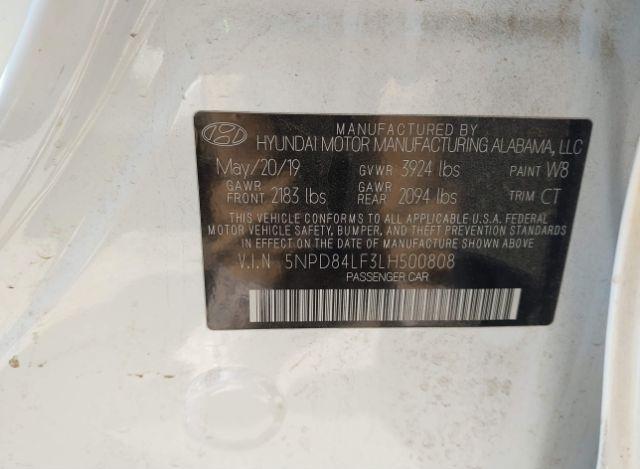 MANUFACTURED BY
HYUNDAI MOTOR MANUFACTURING ALABAMA, LLC
May/20/19 GVWR 3924 lbs PAINT W8
GAWR FRONT 2183 lbs GAWR REAR 2094 lbs TRIM CT
THIS VEHICLE CONFORMS TO ALL APPLICABLE U.S.A. FEDERAL
MOTOR VEHICLE SAFETY, BUMPER, AND THEFT PREVENTION STANDARDS
IN EFFECT ON THE DATE OF MANUFACTURE SHOWN ABOVE.
V.I.N 5NPD84LF3LH500808
PASSENGER CAR